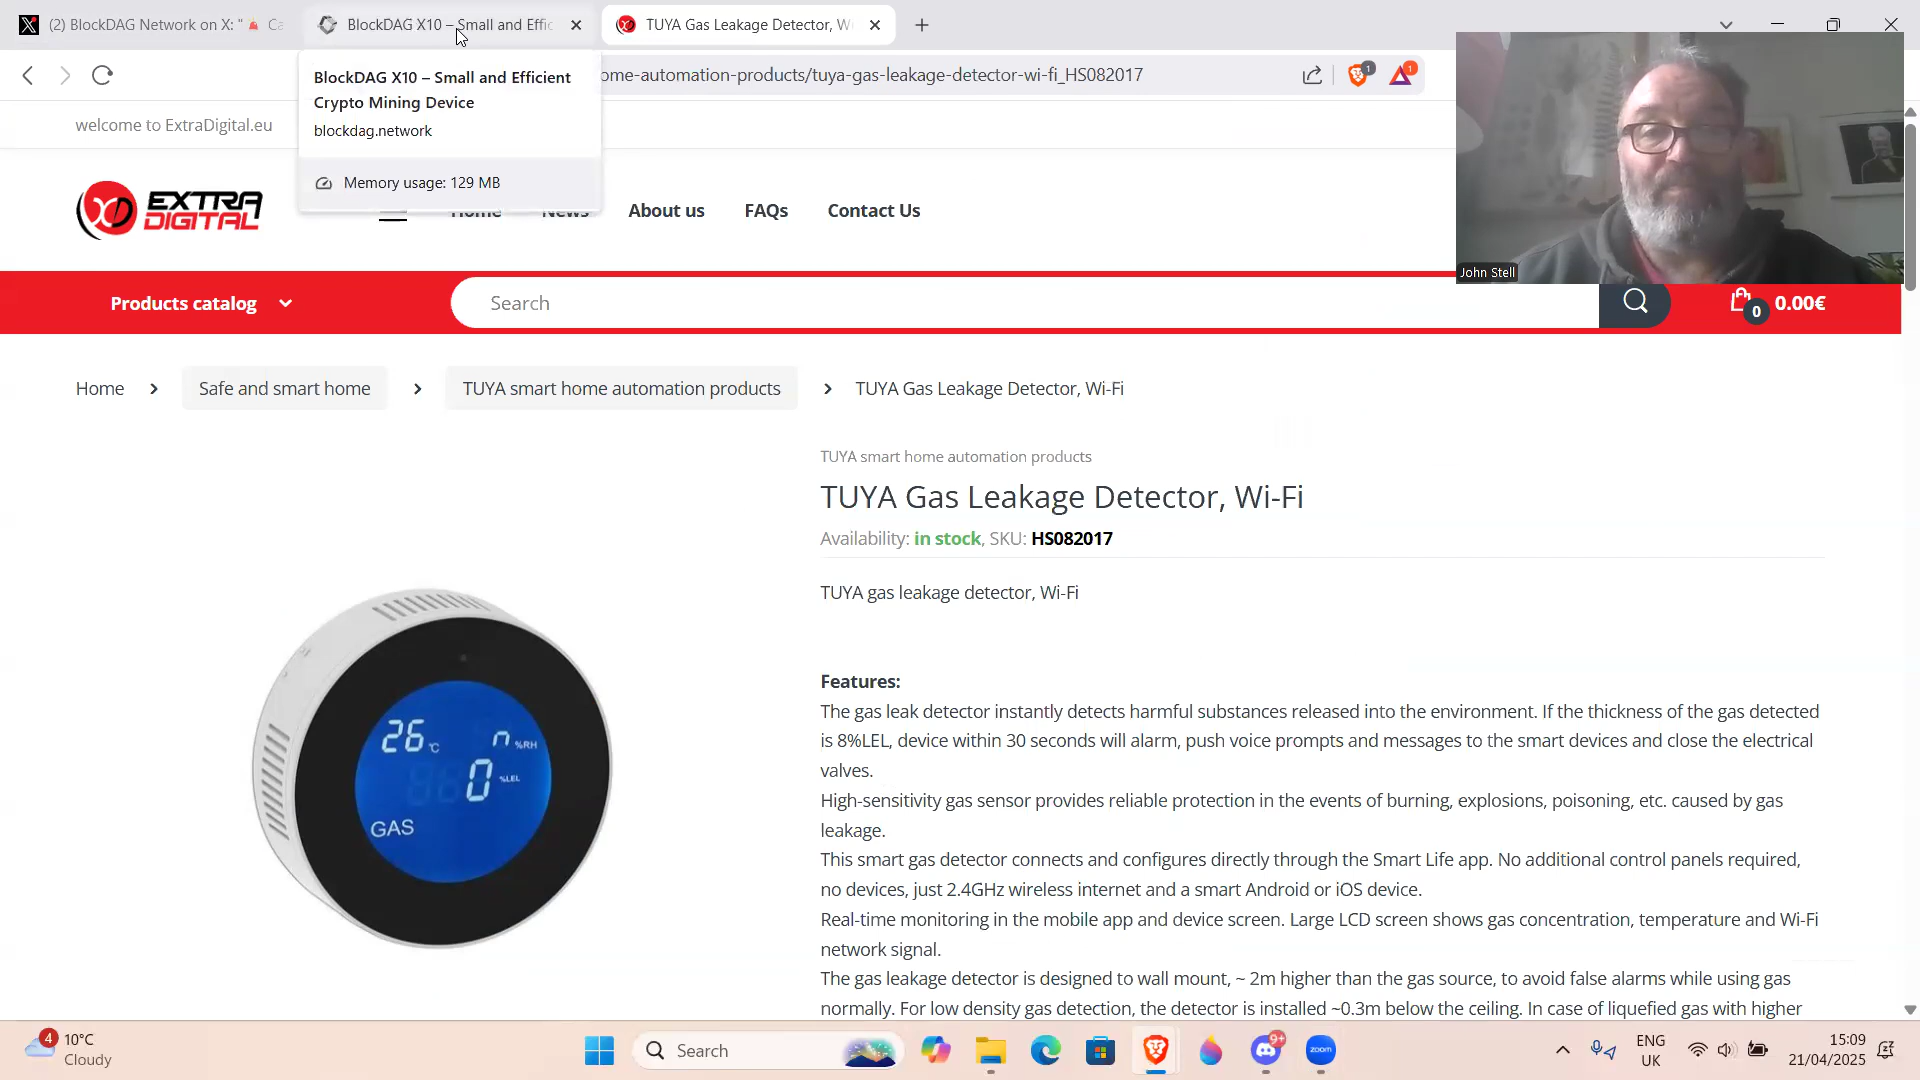 (2) BlockDAG Network on X: "🔺 Ca
BlockDAG X10 – Small and Effic
TUYA Gas Leakage Detector, W
BlockDAG X10 – Small and Efficient
Crypto Mining Device
blockdag.network
Memory usage: 129 MB
ome-automation-products/tuya-gas-leakage-detector-wi-fi_HS082017
1
1
welcome to ExtraDigital.eu
EXTRA
DIGITAL
Home
News
About us
FAQs
Contact Us
John Stell
Products catalog
Search
0
0.00€
Home
Safe and smart home
TUYA smart home automation products
TUYA Gas Leakage Detector, Wi-Fi
TUYA smart home automation products
TUYA Gas Leakage Detector, Wi-Fi
Availability: in stock, SKU: HS082017
TUYA gas leakage detector, Wi-Fi
Features:
The gas leak detector instantly detects harmful substances released into the environment. If the thickness of the gas detected
is 8%LEL, device within 30 seconds will alarm, push voice prompts and messages to the smart devices and close the electrical
valves.
High-sensitivity gas sensor provides reliable protection in the events of burning, explosions, poisoning, etc. caused by gas
leakage.
This smart gas detector connects and configures directly through the Smart Life app. No additional control panels required,
no devices, just 2.4GHz wireless internet and a smart Android or iOS device.
Real-time monitoring in the mobile app and device screen. Large LCD screen shows gas concentration, temperature and Wi-Fi
network signal.
The gas leakage detector is designed to wall mount, ~ 2m higher than the gas source, to avoid false alarms while using gas
normally. For low density gas detection, the detector is installed ~0.3m below the ceiling. In case of liquefied gas with higher
26 °C
n %RH
0 %LEL
GAS
4
10°C
Cloudy
Search
9+
zoom
ENG
UK
15:09
21/04/2025